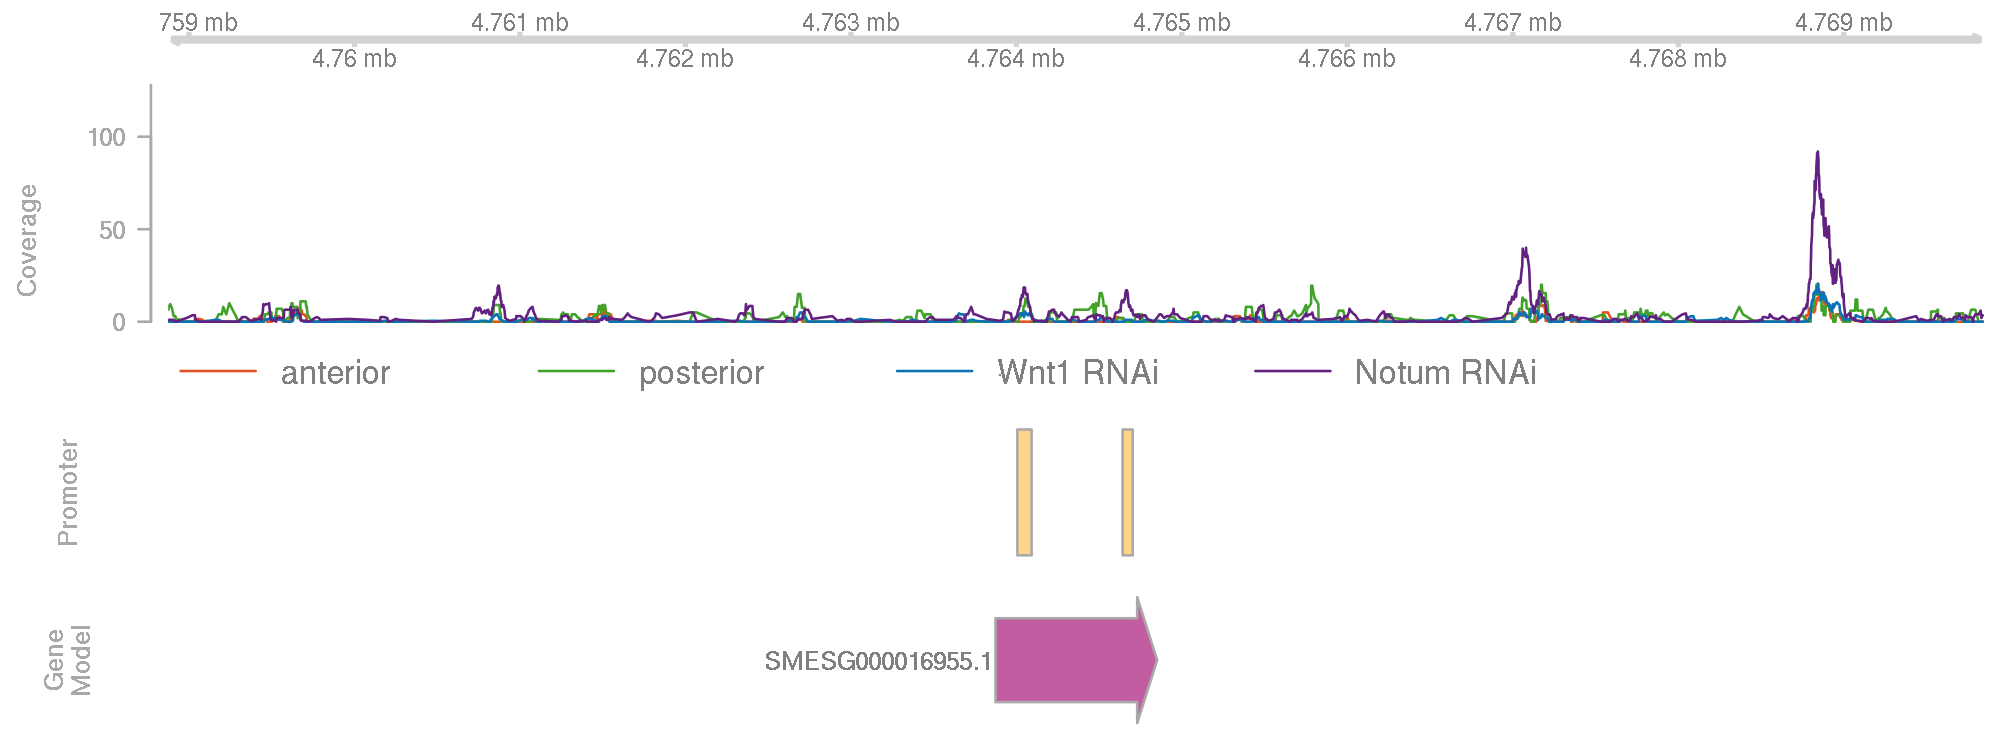 759 mb 4.761 mb 4.763 mb 4.765 mb 4.767 mb 4.769 mb
4.76 mb 4.762 mb 4.764 mb 4.766 mb 4.768 mb
100
50
0
Coverage
anterior posterior Wnt1 RNAi Notum RNAi
Promoter
Gene
Model
SMESG000016955.1